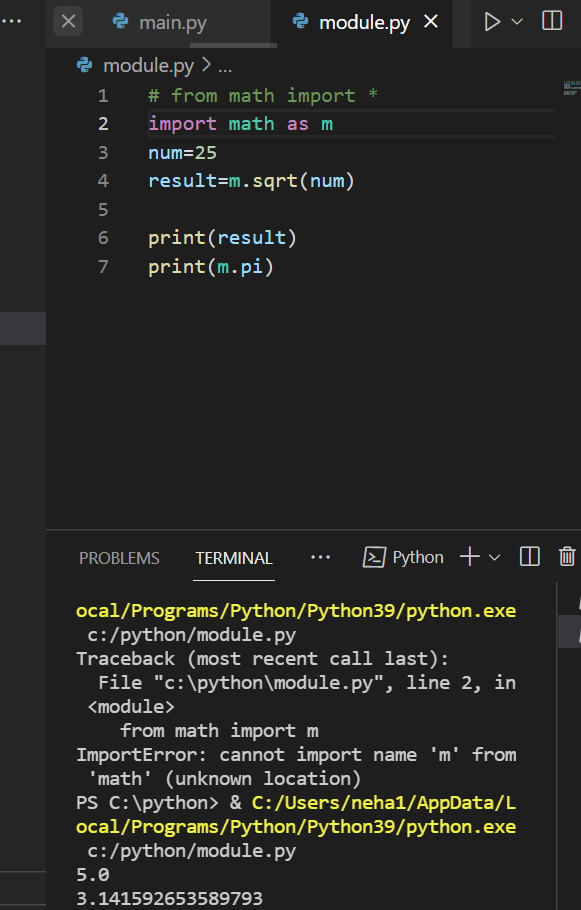 main.py module.py
module.py > ...
1 # from math import *
2 import math as m
3 num=25
4 result=m.sqrt(num)
5
6 print(result)
7 print(m.pi)
PROBLEMS TERMINAL ... Python
ocal/Programs/Python/Python39/python.exe
c:/python/module.py
Traceback (most recent call last):
File "c:\python\module.py", line 2, in
<module>
from math import m
ImportError: cannot import name 'm' from
'math' (unknown location)
PS C:\python> & C:/Users/neha1/AppData/L
ocal/Programs/Python/Python39/python.exe
c:/python/module.py
5.0
3.141592653589793